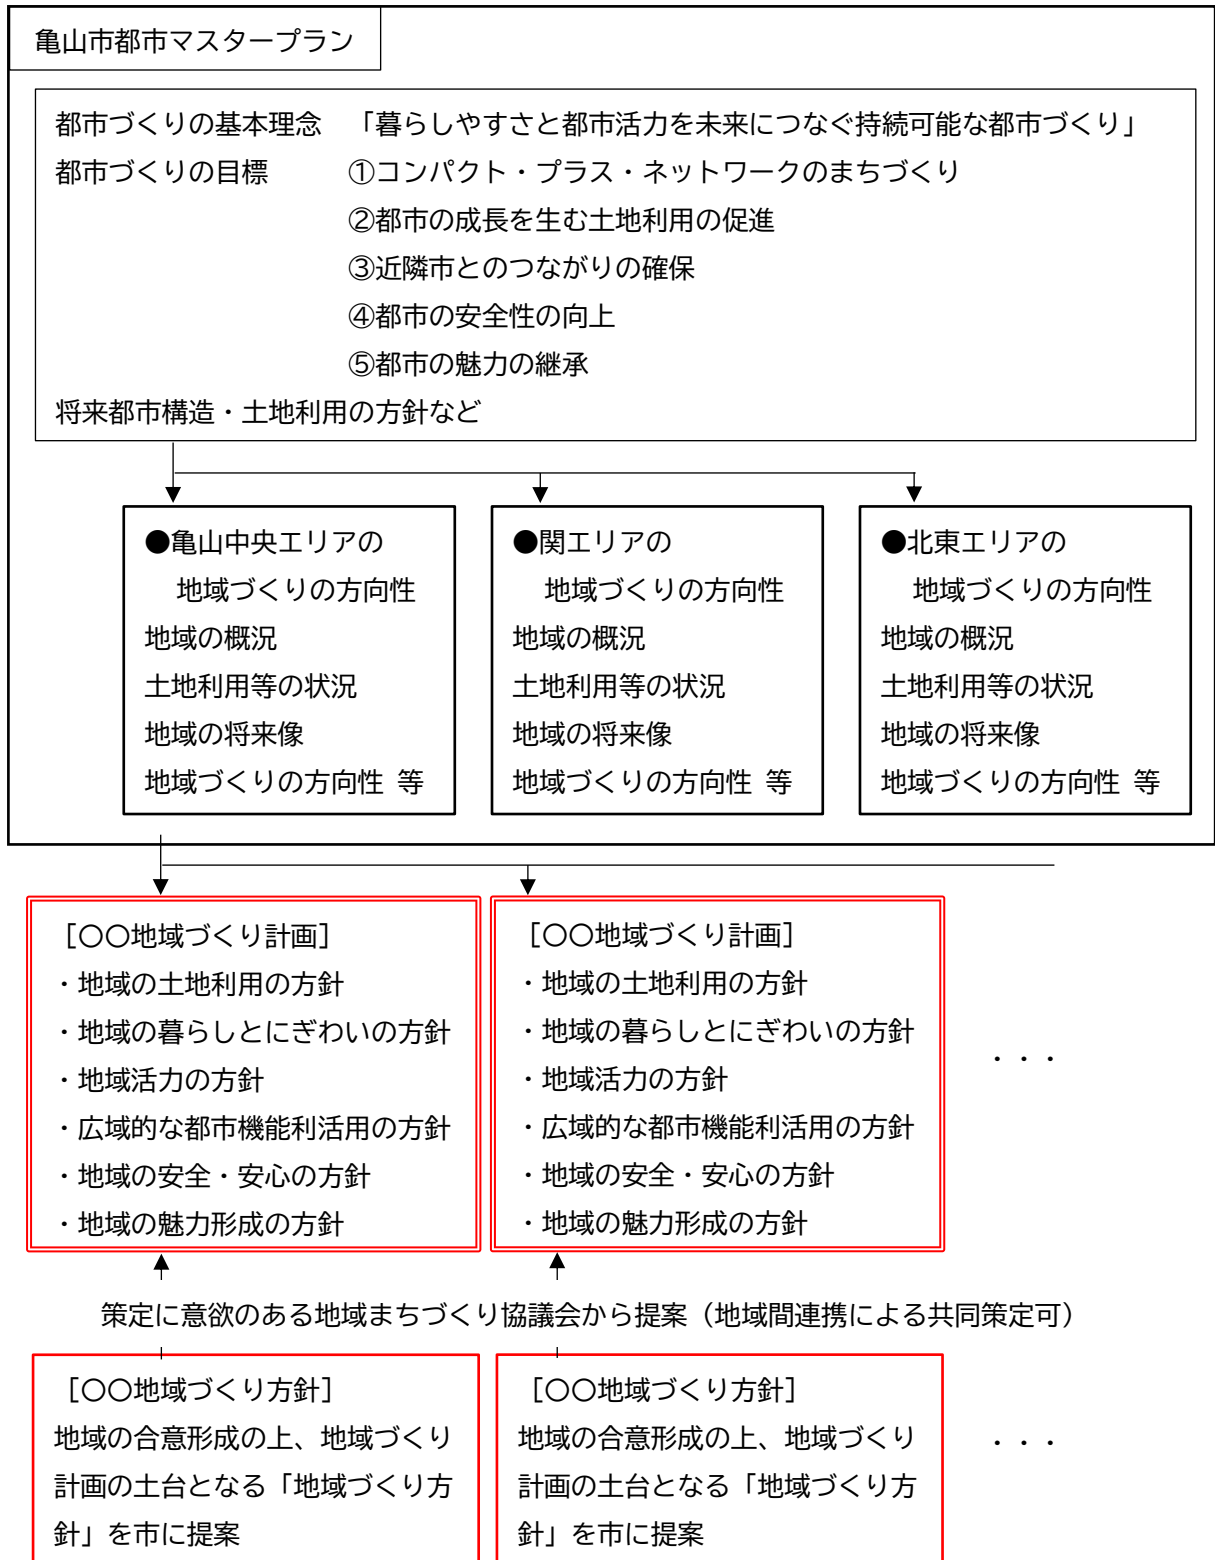 亀山市都市マスタープラン
都市づくりの基本理念 「暮らしやすさと都市活力を未来につなぐ持続可能な都市づくり」
都市づくりの目標 ①コンパクト・プラス・ネットワークのまちづくり
②都市の成長を生む土地利用の促進
③近隣市とのつながりの確保
④都市の安全性の向上
⑤都市の魅力の継承
将来都市構造・土地利用の方針など
●亀山中央エリアの
地域づくりの方向性
地域の概況
土地利用等の状況
地域の将来像
地域づくりの方向性 等
●関エリアの
地域づくりの方向性
地域の概況
土地利用等の状況
地域の将来像
地域づくりの方向性 等
●北東エリアの
地域づくりの方向性
地域の概況
土地利用等の状況
地域の将来像
地域づくりの方向性 等
[〇〇地域づくり計画]
・地域の土地利用の方針
・地域の暮らしとにぎわいの方針
・地域活力の方針
・広域的な都市機能利活用の方針
・地域の安全・安心の方針
・地域の魅力形成の方針
[〇〇地域づくり計画]
・地域の土地利用の方針
・地域の暮らしとにぎわいの方針
・地域活力の方針
・広域的な都市機能利活用の方針
・地域の安全・安心の方針
・地域の魅力形成の方針
・・・
策定に意欲のある地域まちづくり協議会から提案（地域間連携による共同策定可）
[〇〇地域づくり方針]
地域の合意形成の上、地域づくり
計画の土台となる「地域づくり方
針」を市に提案
[〇〇地域づくり方針]
地域の合意形成の上、地域づくり
計画の土台となる「地域づくり方
針」を市に提案
・・・